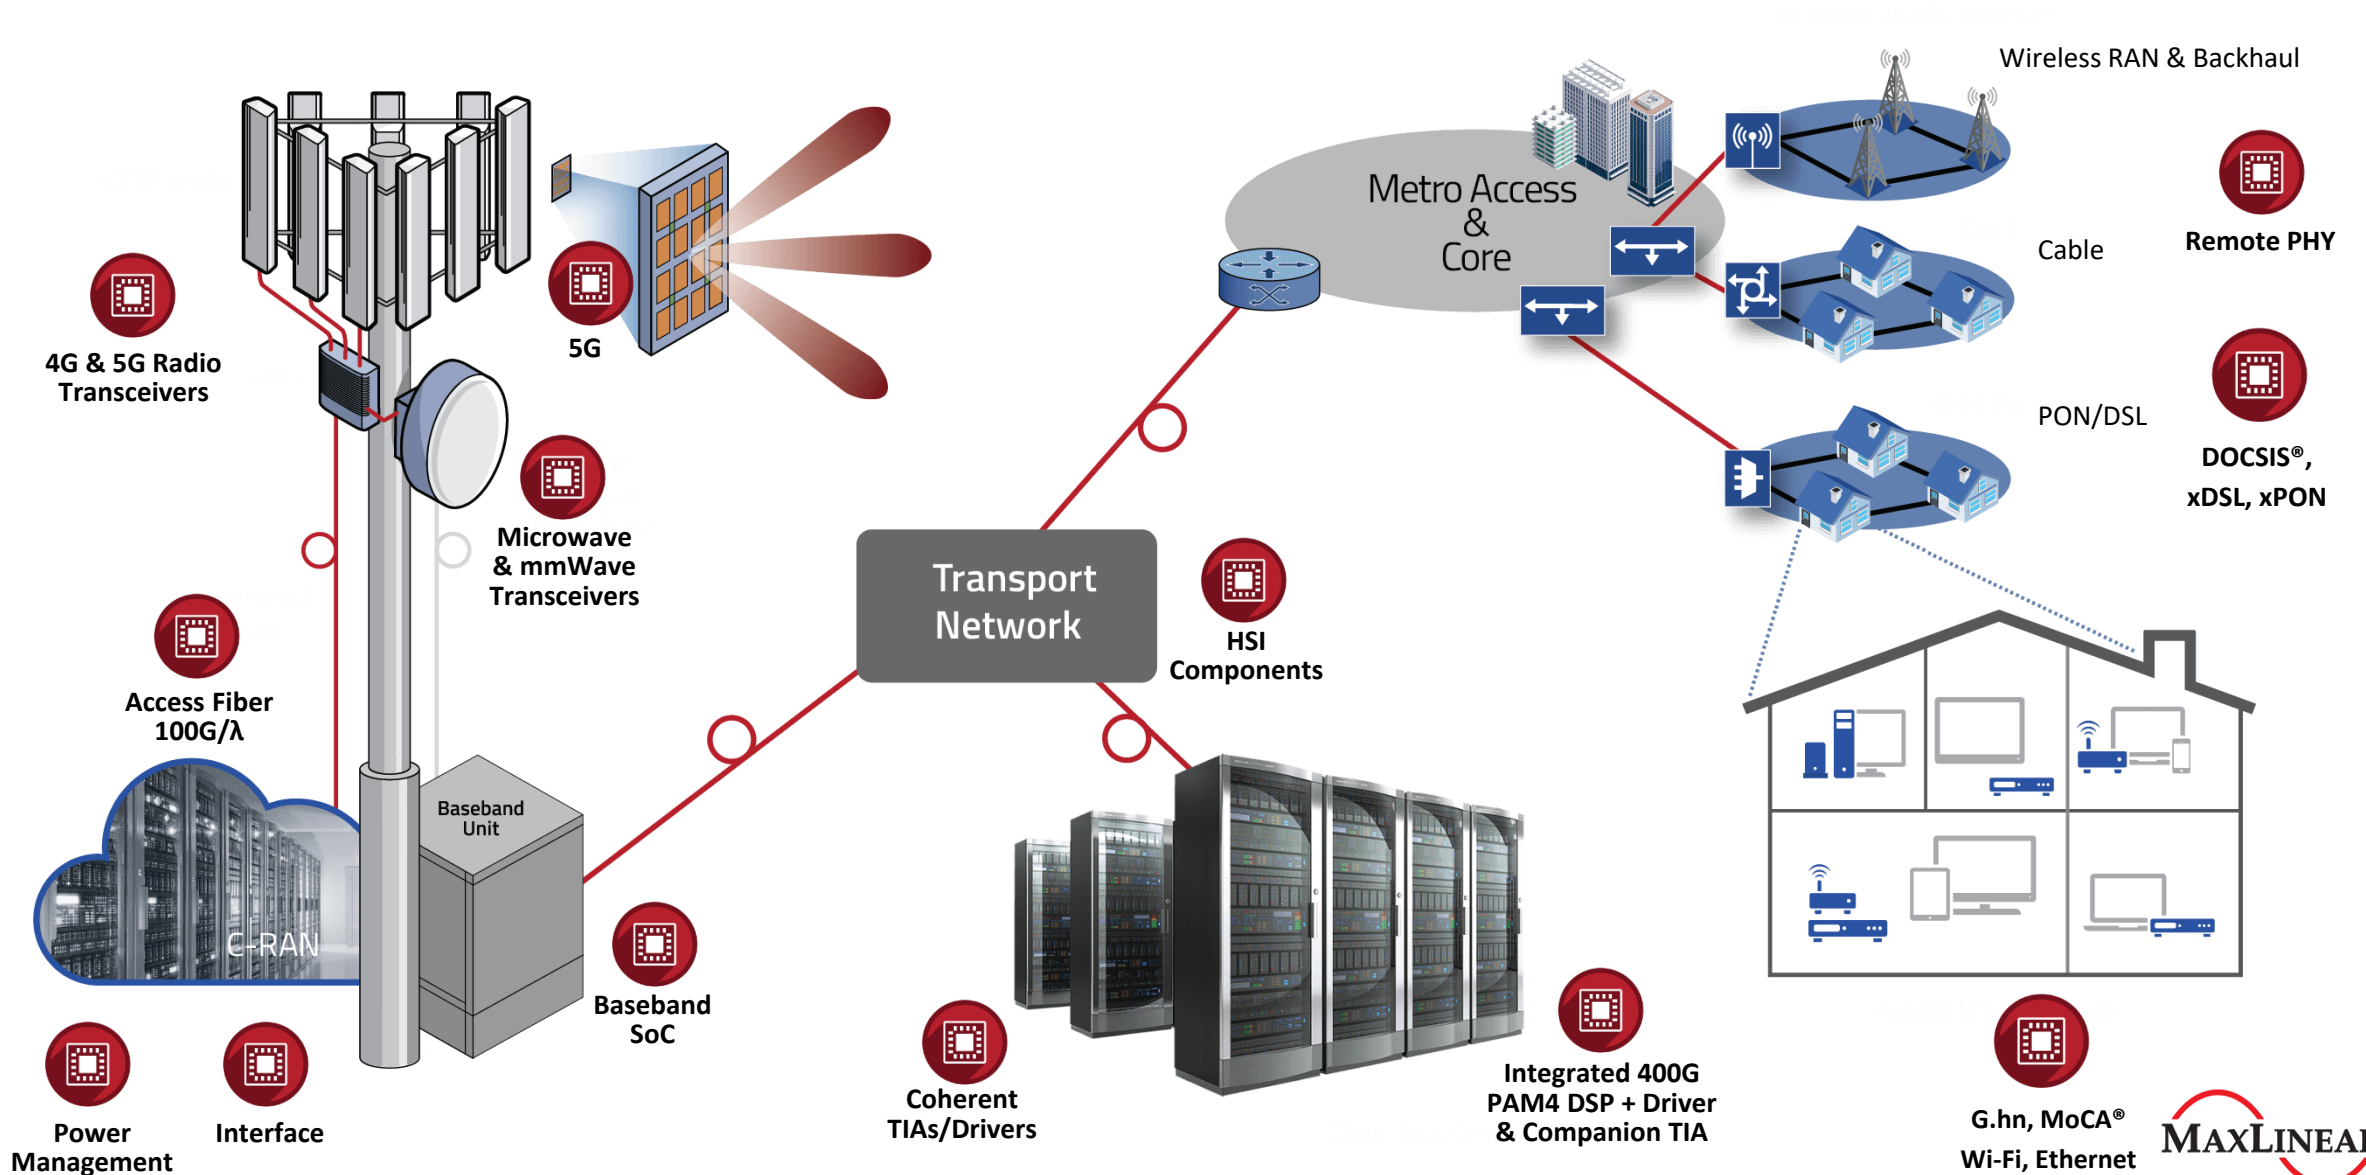 Wireless RAN & Backhaul
Metro Access
&
Core
Remote PHY
Cable
4G & 5G Radio
Transceivers
5G
PON/DSL
DOCSIS®,
xDSL, xPON
Microwave
& mmWave
Transceivers
Transport
Network
HSI
Components
Access Fiber
100G/λ
Baseband
Unit
C-RAN
Baseband
SoC
Power
Management
Interface
Coherent
TIAs/Drivers
Integrated 400G
PAM4 DSP + Driver
& Companion TIA
G.hn, MoCA®
Wi-Fi, Ethernet
MAXLINEAR